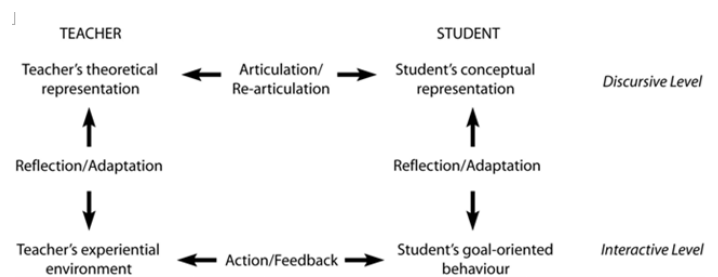 TEACHER
STUDENT
Teacher's theoretical
representation
Articulation/
Re-articulation
Student's conceptual
representation
Discursive Level
Reflection/Adaptation
Reflection/Adaptation
Teacher's experiential
environment
Action/Feedback
Student's goal-oriented
behaviour
Interactive Level